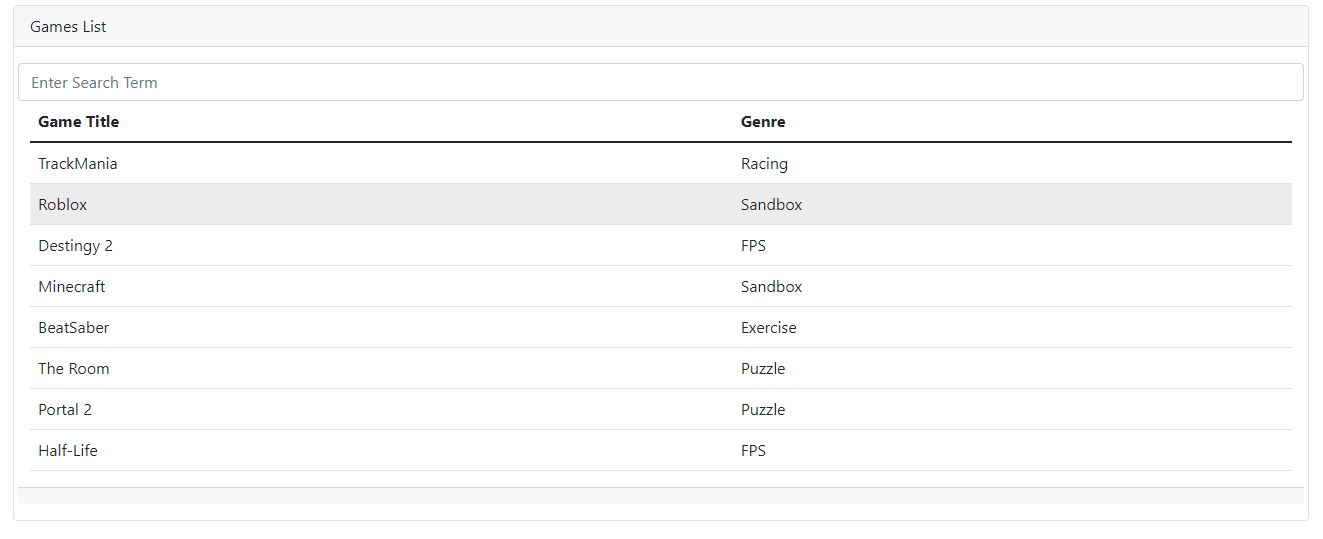 Games List
Enter Search Term
Game Title Genre
TrackMania Racing
Roblox Sandbox
Destingy 2 FPS
Minecraft Sandbox
BeatSaber Exercise
The Room Puzzle
Portal 2 Puzzle
Half-Life FPS